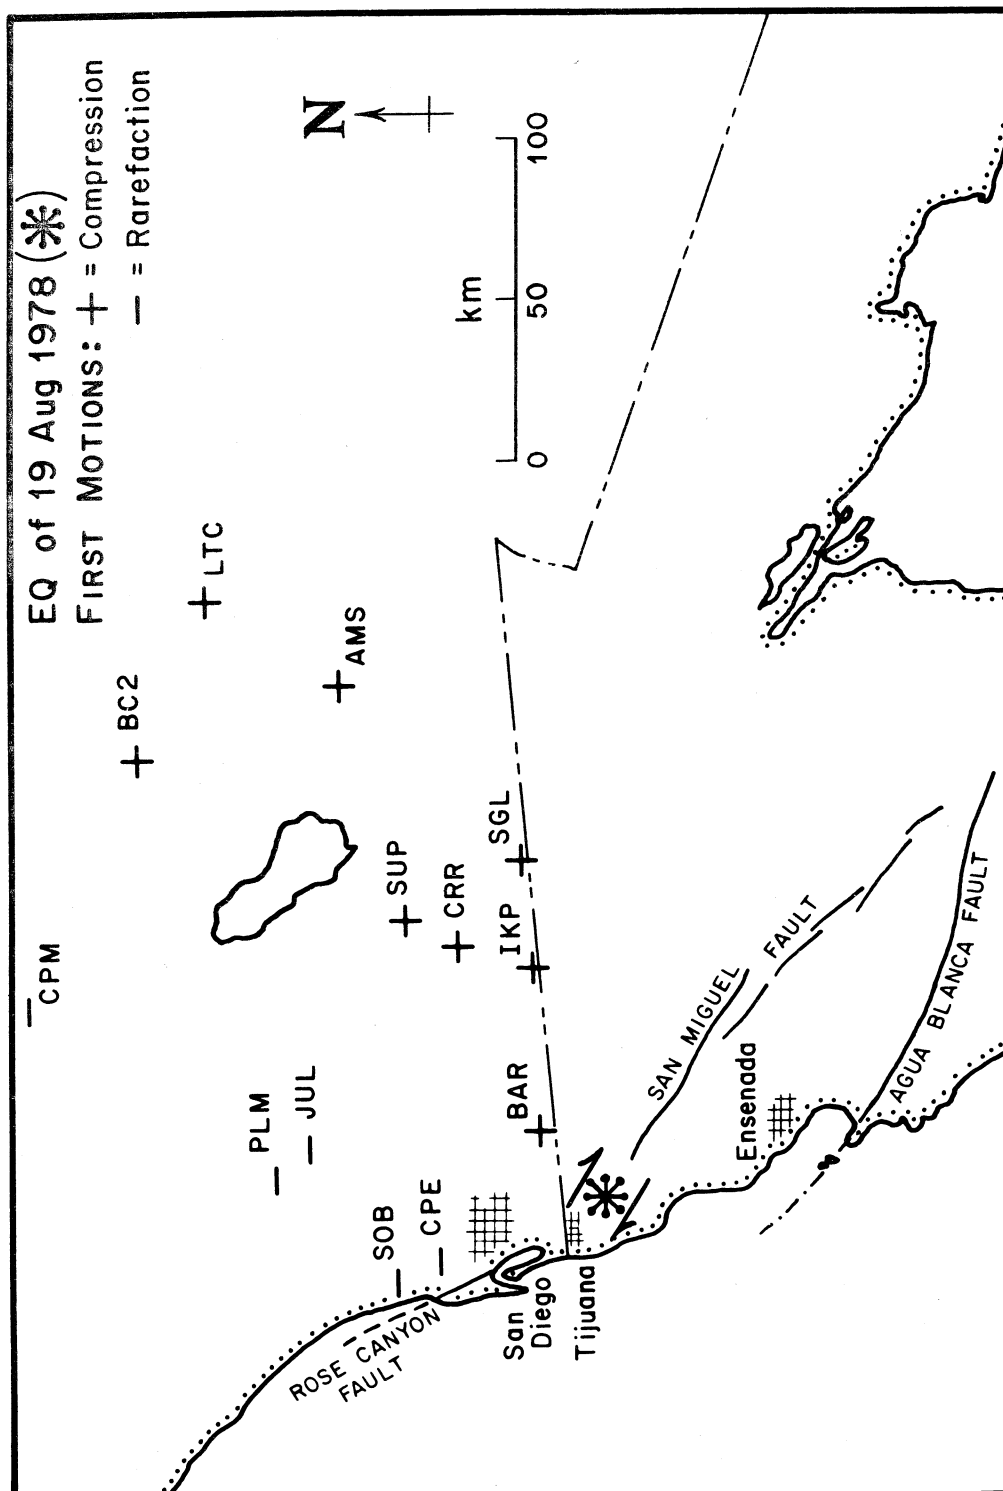 EQ of 19 Aug 1978 (✳)
FIRST MOTIONS: + = Compression
— = Rarefaction
N
km
0 50 100
CPM
BC2
LTC
AMS
PLM
JUL
SUP
CRR
SGL
IKP
BAR
SOB
CPE
San
Diego
Tijuana
Ensenada
ROSE CANYON
FAULT
SAN MIGUEL FAULT
AGUA BLANCA FAULT